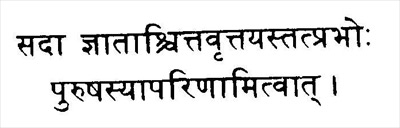 सदा ज्ञाताश्चित्तवृत्तयस्तत्प्रभोः
पुरुषस्यापरिणामित्वात् ।